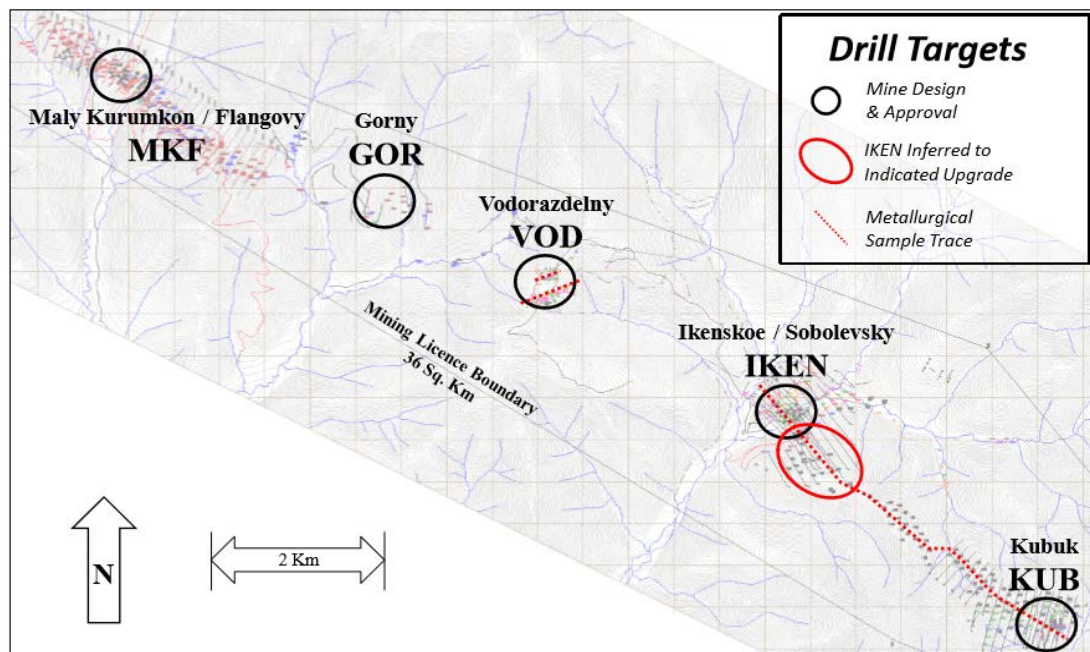 Drill Targets
Mine Design
& Approval
IKEN Inferred to
Indicated Upgrade
Metallurgical
Sample Trace
Maly Kurumkon / Flangovy
MKF
Gorny
GOR
Vodorazdelny
VOD
Mining Licence Boundary
36 Sq. Km
Ikenskoe / Sobolevsky
IKEN
Kubuk
KUB
N
2 Km